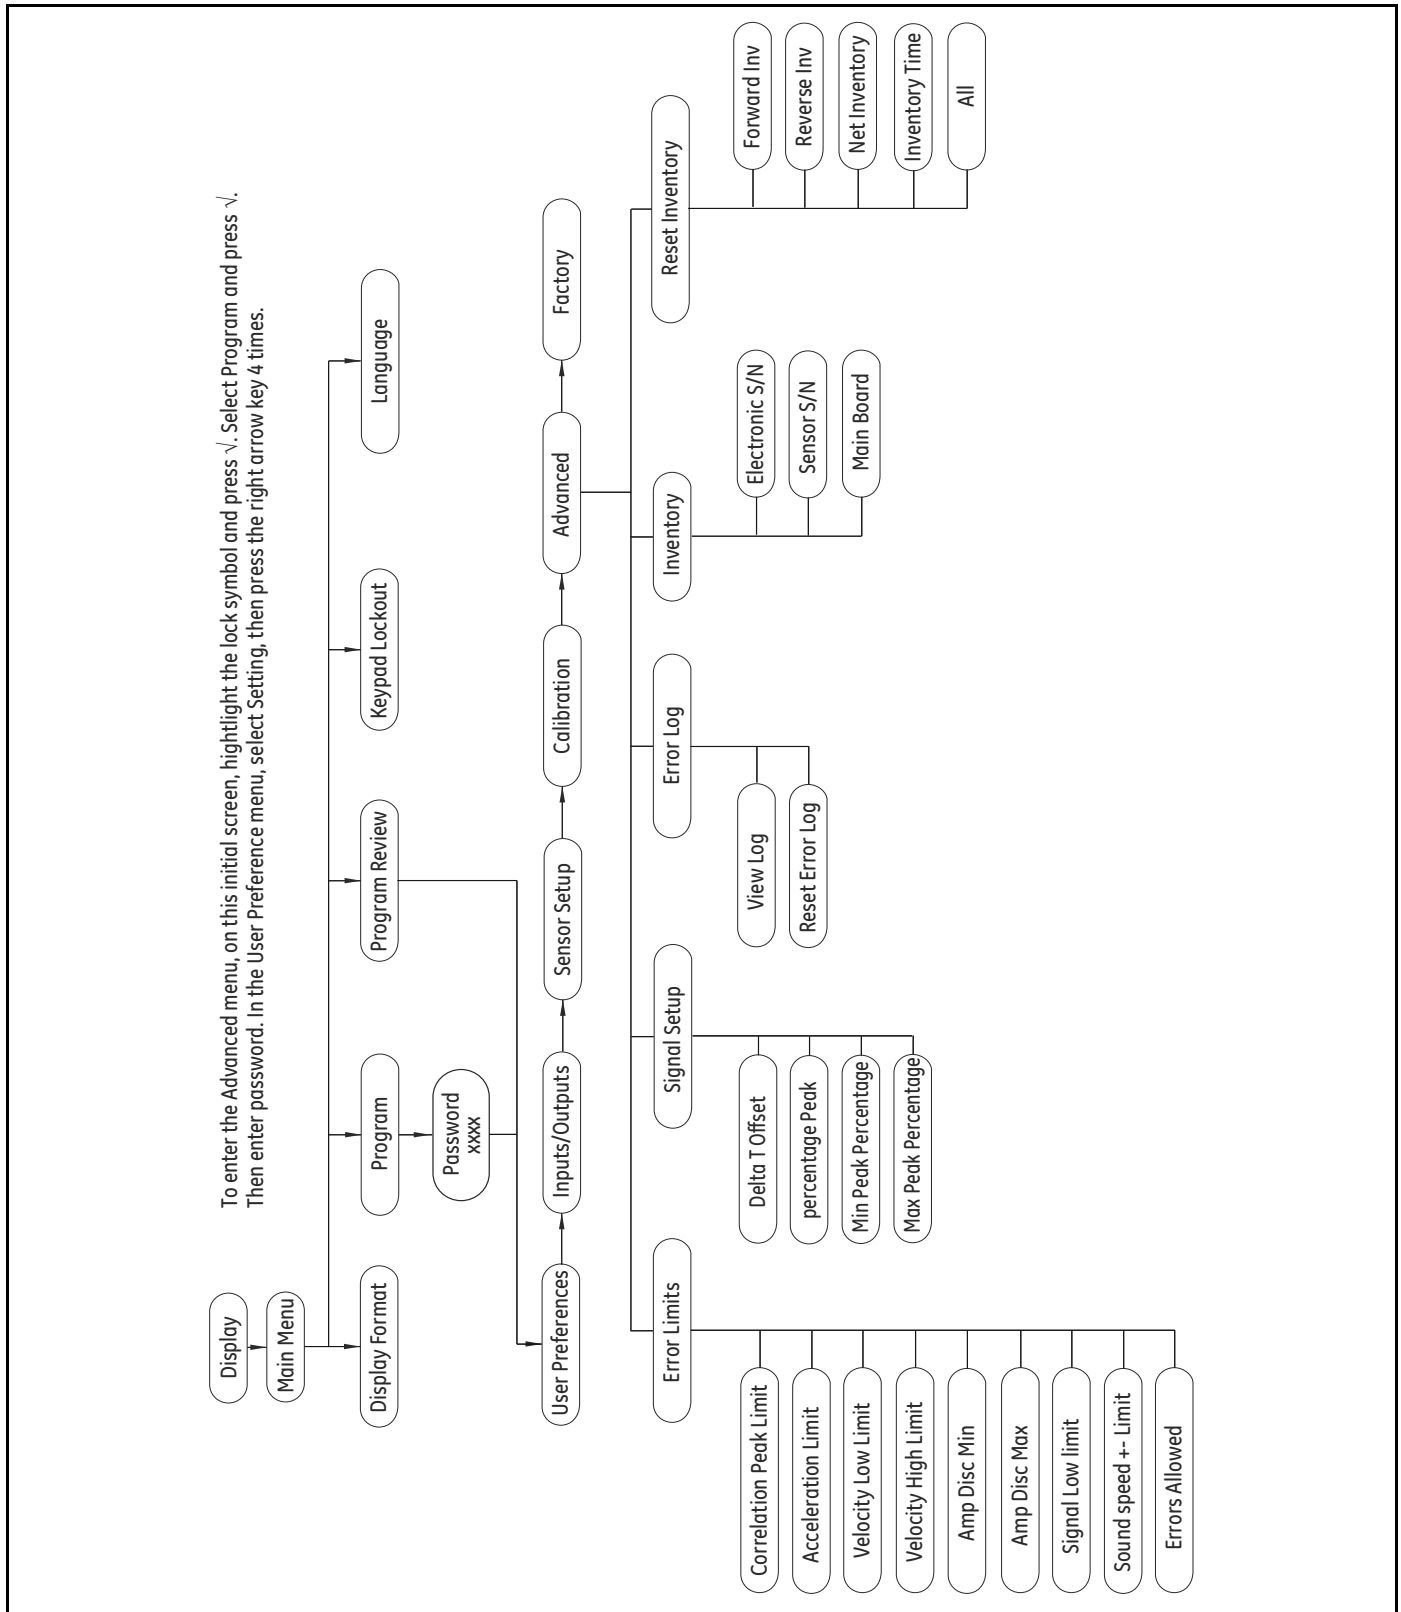 To enter the Advanced menu, on this initial screen, hightlight the lock symbol and press √. Select Program and press √.
Then enter password. In the User Preference menu, select Setting, then press the right arrow key 4 times.
Display
Main Menu
Display Format
Program
Program Review
Keypad Lockout
Language
Password
xxxx
User Preferences
Inputs/Outputs
Sensor Setup
Calibration
Advanced
Factory
Error Limits
Signal Setup
Error Log
Inventory
Reset Inventory
Correlation Peak Limit
Acceleration Limit
Velocity Low Limit
Velocity High Limit
Amp Disc Min
Amp Disc Max
Signal Low limit
Sound speed +- Limit
Errors Allowed
Delta T Offset
percentage Peak
Min Peak Percentage
Max Peak Percentage
View Log
Reset Error Log
Electronic S/N
Sensor S/N
Main Board
Forward Inv
Reverse Inv
Net Inventory
Inventory Time
All